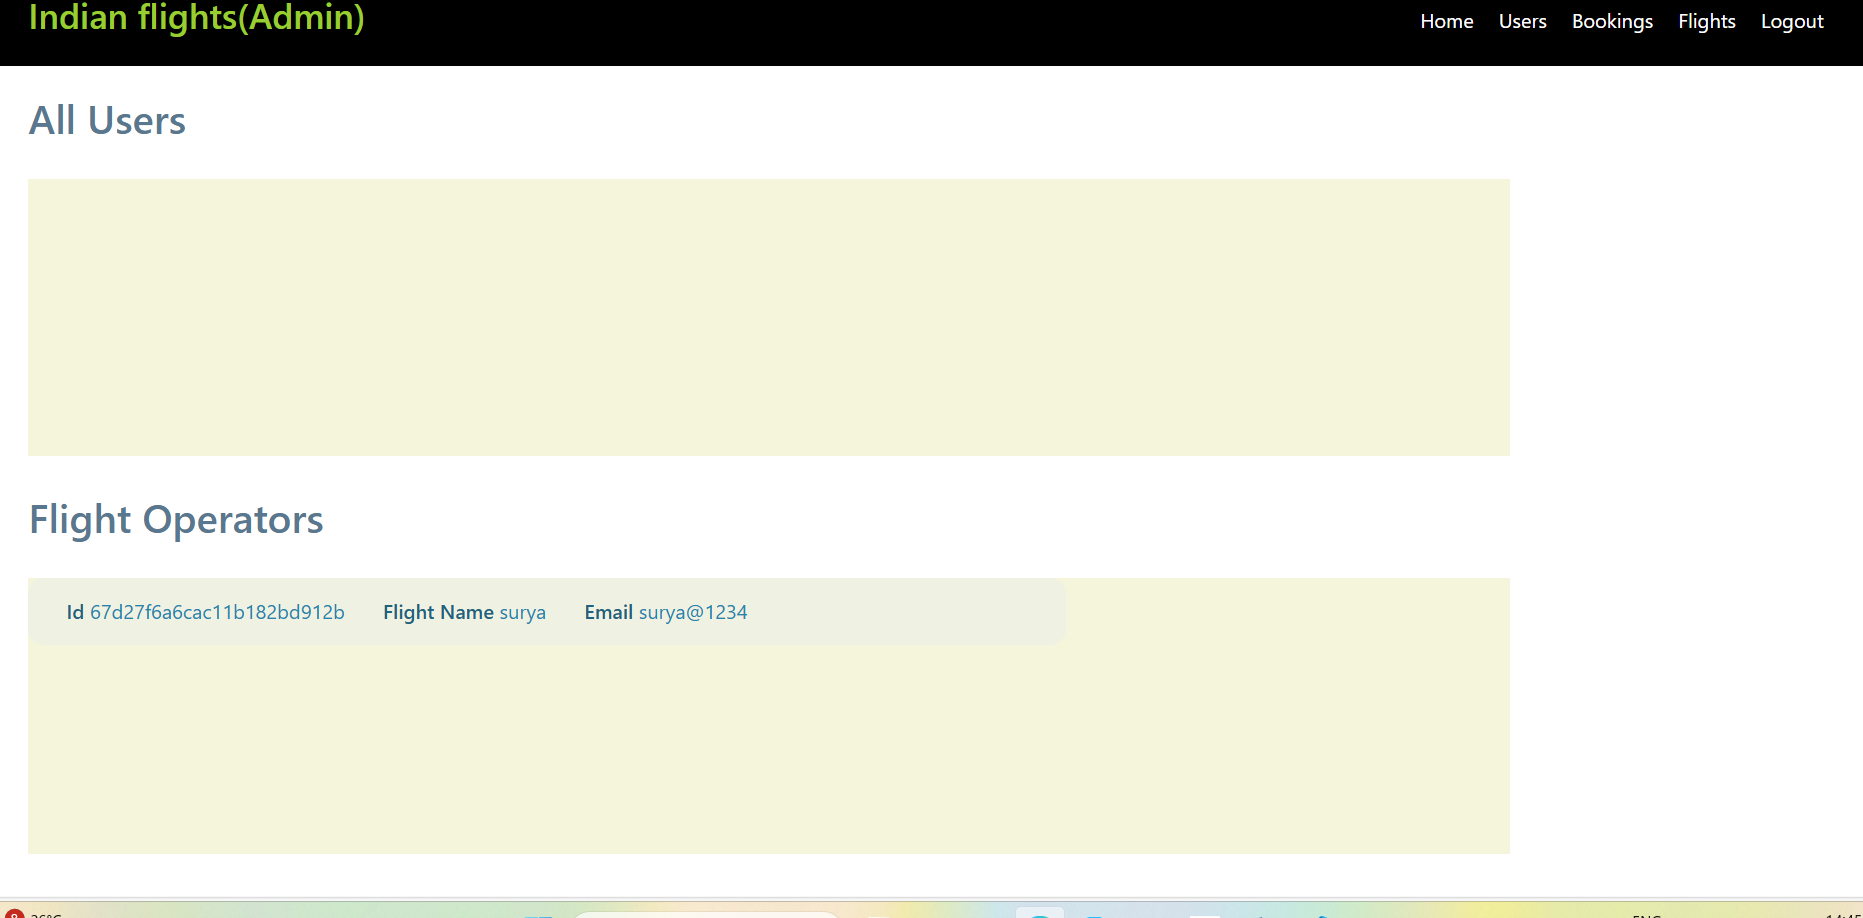 Indian flights(Admin)
Home Users Bookings Flights Logout
All Users
Flight Operators
Id 67d27f6a6cac11b182bd912b Flight Name surya Email surya@1234